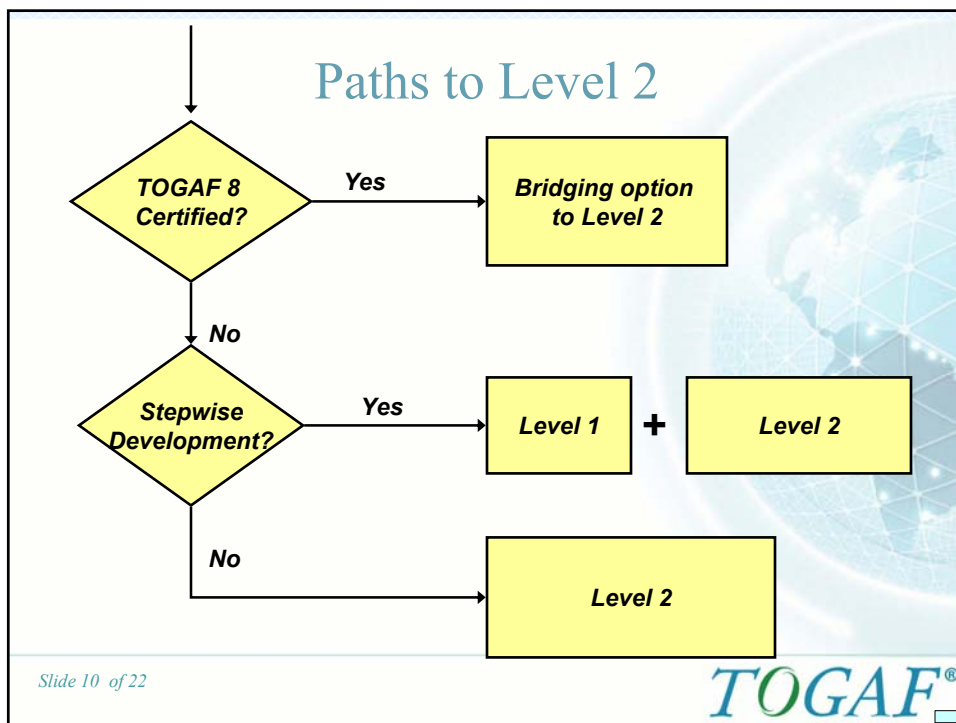 Paths to Level 2
TOGAF 8
Certified?
Yes
Bridging option
to Level 2
No
Stepwise
Development?
Yes
Level 1
+
Level 2
No
Level 2
Slide 10 of 22
TOGAF®